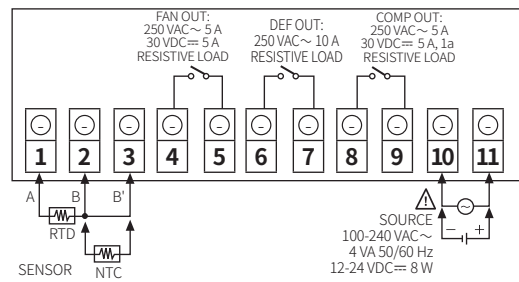 FAN OUT:
250 VAC～ 5 A
30 VDC⎓ 5 A
RESISTIVE LOAD
DEF OUT:
250 VAC～ 10 A
RESISTIVE LOAD
COMP OUT:
250 VAC～ 5 A
30 VDC⎓ 5 A, 1a
RESISTIVE LOAD
1 2 3 4 5 6 7 8 9 10 11
A B B'
RTD
NTC
SENSOR
～
− +
SOURCE
100-240 VAC～
4 VA 50/60 Hz
12-24 VDC⎓ 8 W